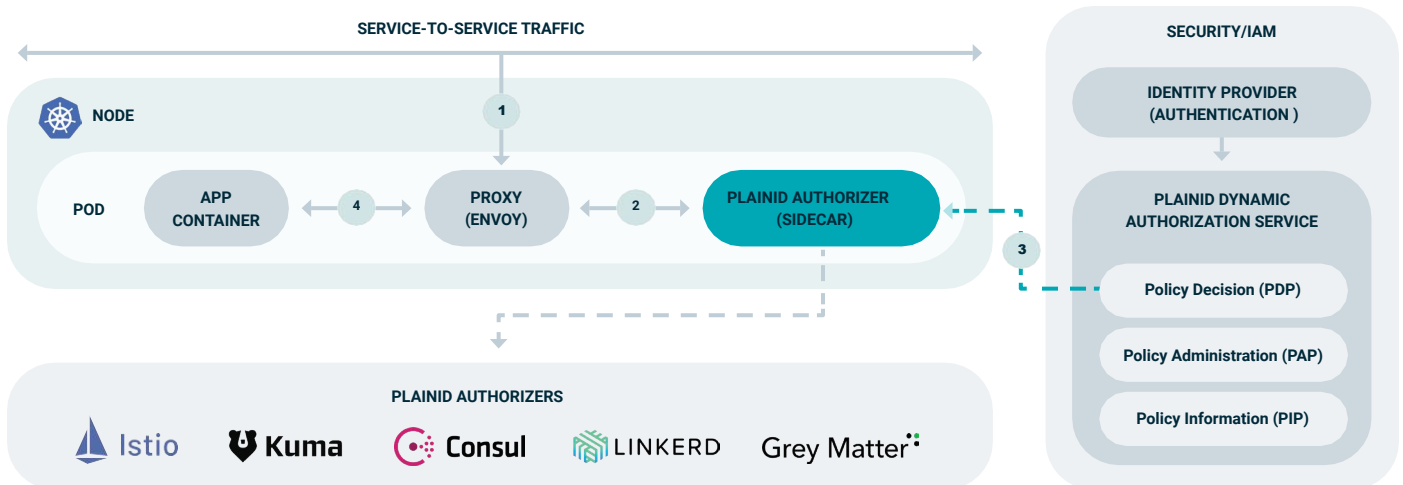 SERVICE-TO-SERVICE TRAFFIC
1
NODE
POD
APP
CONTAINER
4
PROXY
(ENVOY)
2
PLAINID AUTHORIZER
(SIDECAR)
3
SECURITY/IAM
IDENTITY PROVIDER
(AUTHENTICATION )
PLAINID DYNAMIC
AUTHORIZATION SERVICE
Policy Decision (PDP)
Policy Administration (PAP)
Policy Information (PIP)
PLAINID AUTHORIZERS
Istio
Kuma
Consul
LINKERD
Grey Matter